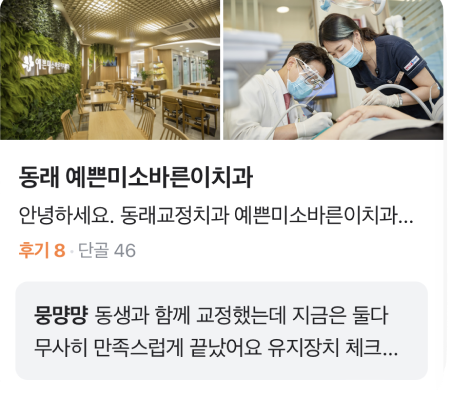 동래 예쁜미소바른이치과
안녕하세요. 동래교정치과 예쁜미소바른이치과...
후기 8 · 단골 46
뭉먐먐 동생과 함께 교정했는데 지금은 둘다
무사히 만족스럽게 끝났어요 유지장치 체크...